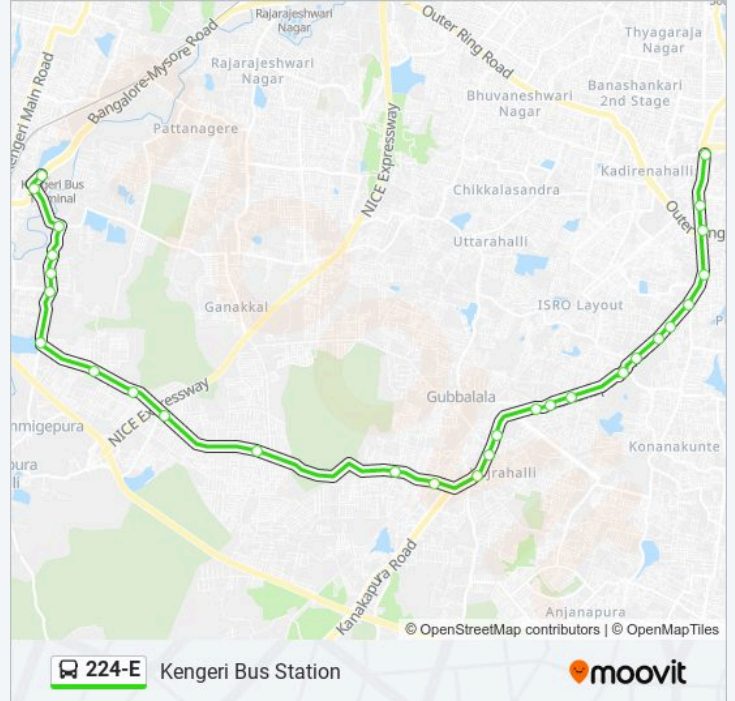 Rajarajeshwari
Nagar
Outer Ring Road
Thyagaraja
Nagar
Kengeri Main Road
Bangalore-Mysore Road
Rajarajeshwari
Nagar
Banashankari
2nd Stage
Bhuvaneshwari
Nagar
Pattanagere
NICE Expressway
Kadirenahalli
Chikkalasandra
Uttarahalli
Ganakkal
ISRO Layout
Gubbalala
NICE Expressway
nmigepura
Konanakunte
Kanakapura Road
Anjanapura
© OpenStreetMap contributors | © OpenMapTiles
224-E Kengeri Bus Station
moovit